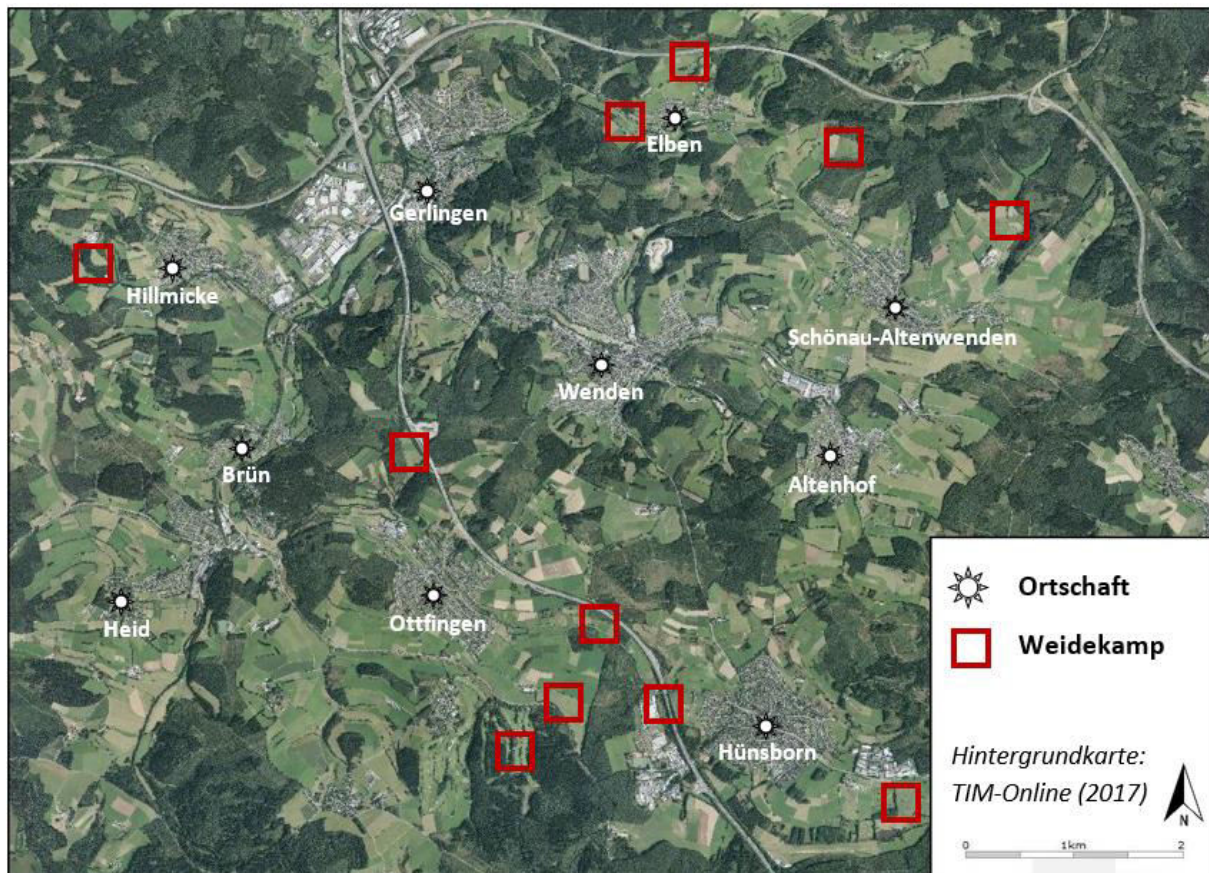 Elben
Gerlingen
Hillmicke
Schönau-Altenwenden
Wenden
Brün
Altenhof
Heid
Ottfingen
Hünsborn
Ortschaft
Weidekamp
Hintergrundkarte:
TIM-Online (2017)
N
0 1km 2